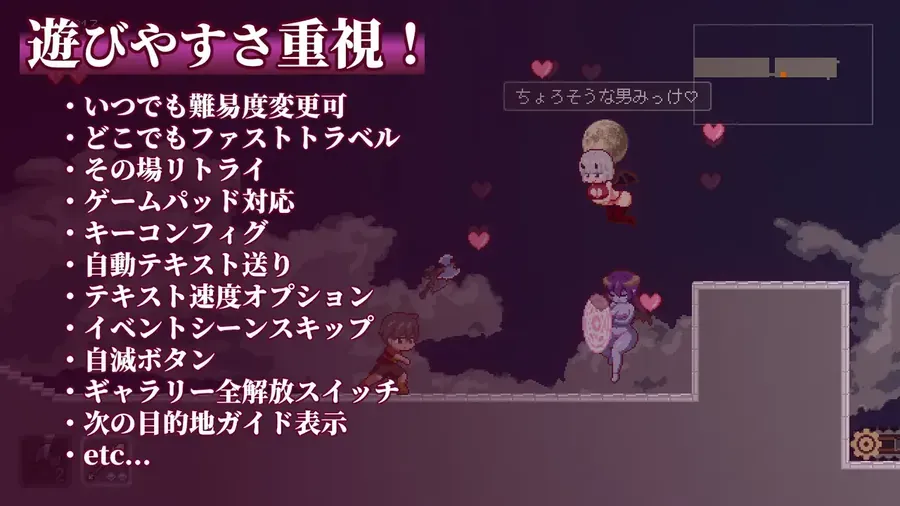 遊びやすさ重視！
・いつでも難易度変更可
・どこでもファストトラベル
・その場リトライ
・ゲームパッド対応
・キーコンフィグ
・自動テキスト送り
・テキスト速度オプション
・イベントシーンスキップ
・自滅ボタン
・ギャラリー全解放スイッチ
・次の目的地ガイド表示
・etc...
ちょろそうな男みっけ♡
2